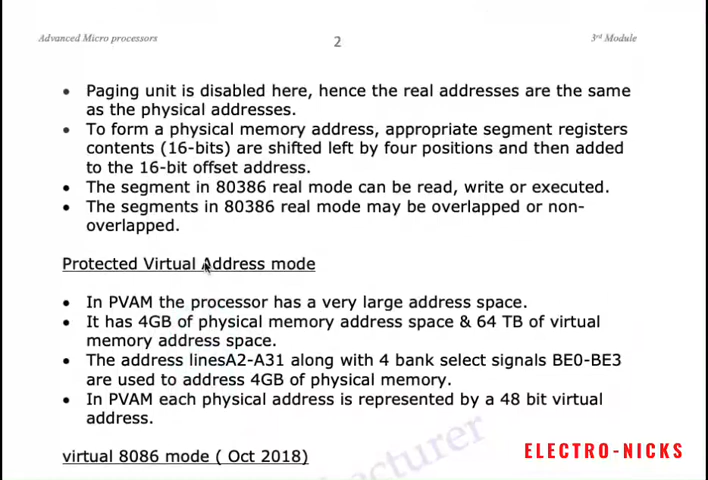 Advanced Micro processors 2 3rd Module
• Paging unit is disabled here, hence the real addresses are the same
as the physical addresses.
• To form a physical memory address, appropriate segment registers
contents (16-bits) are shifted left by four positions and then added
to the 16-bit offset address.
• The segment in 80386 real mode can be read, write or executed.
• The segments in 80386 real mode may be overlapped or non-
overlapped.
Protected Virtual Address mode
• In PVAM the processor has a very large address space.
• It has 4GB of physical memory address space & 64 TB of virtual
memory address space.
• The address linesA2-A31 along with 4 bank select signals BE0-BE3
are used to address 4GB of physical memory.
• In PVAM each physical address is represented by a 48 bit virtual
address.
virtual 8086 mode ( Oct 2018)
ELECTRO-NICKS